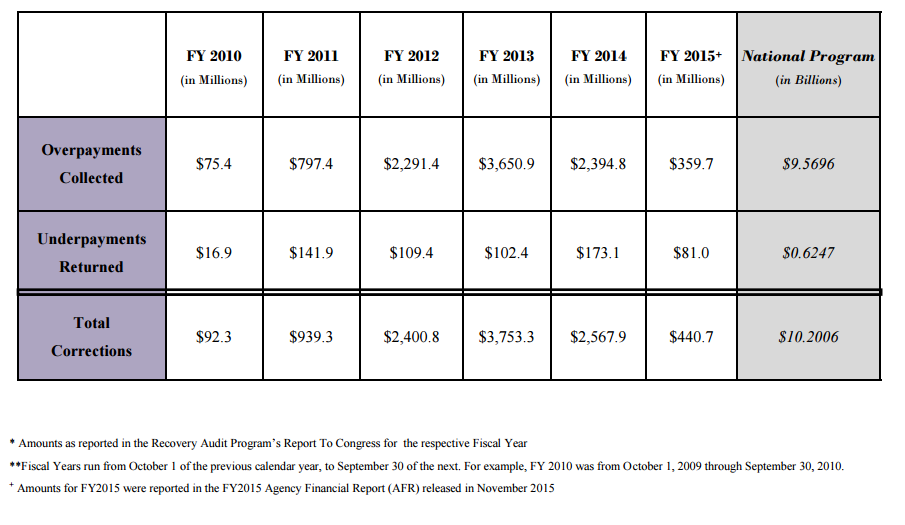 FY 2010 FY 2011 FY 2012 FY 2013 FY 2014 FY 2015+ National Program
(in Millions) (in Millions) (in Millions) (in Millions) (in Millions) (in Millions) (in Billions)
Overpayments
Collected $75.4 $797.4 $2,291.4 $3,650.9 $2,394.8 $359.7 $9.5696
Underpayments
Returned $16.9 $141.9 $109.4 $102.4 $173.1 $81.0 $0.6247
Total
Corrections $92.3 $939.3 $2,400.8 $3,753.3 $2,567.9 $440.7 $10.2006
* Amounts as reported in the Recovery Audit Program's Report To Congress for the respective Fiscal Year
**Fiscal Years run from October 1 of the previous calendar year, to September 30 of the next. For example, FY 2010 was from October 1, 2009 through September 30, 2010.
+ Amounts for FY2015 were reported in the FY2015 Agency Financial Report (AFR) released in November 2015